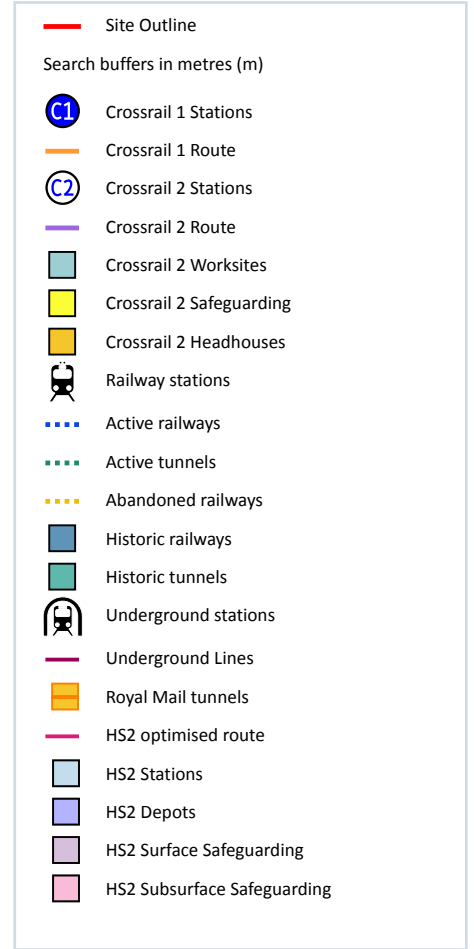 Site Outline
Search buffers in metres (m)
C1 Crossrail 1 Stations
Crossrail 1 Route
C2 Crossrail 2 Stations
Crossrail 2 Route
Crossrail 2 Worksites
Crossrail 2 Safeguarding
Crossrail 2 Headhouses
Railway stations
Active railways
Active tunnels
Abandoned railways
Historic railways
Historic tunnels
Underground stations
Underground Lines
Royal Mail tunnels
HS2 optimised route
HS2 Stations
HS2 Depots
HS2 Surface Safeguarding
HS2 Subsurface Safeguarding